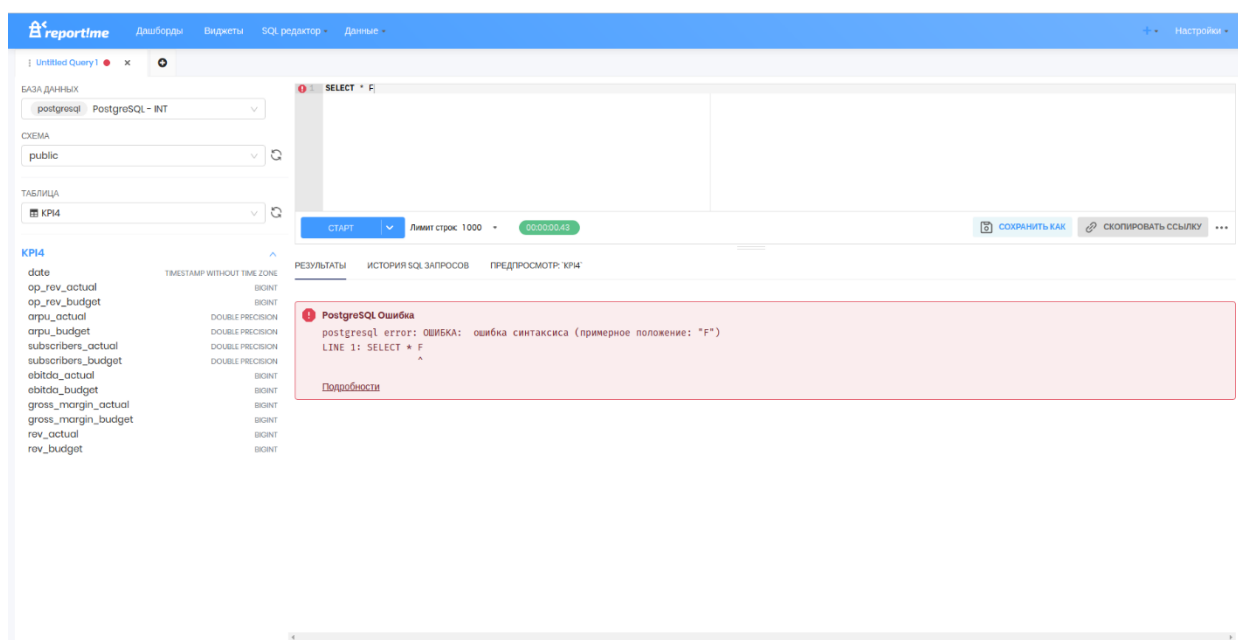 report!me Дашборды Виджеты SQL редактор Данные Настройки
Untitled Query 1
БАЗА ДАННЫХ
postgresql PostgreSQL - INT
СХЕМА
public
ТАБЛИЦА
KPI4
KPI4
date TIMESTAMP WITHOUT TIME ZONE
op_rev_actual BIGINT
op_rev_budget BIGINT
arpu_actual DOUBLE PRECISION
arpu_budget DOUBLE PRECISION
subscribers_actual DOUBLE PRECISION
subscribers_budget DOUBLE PRECISION
ebitda_actual BIGINT
ebitda_budget BIGINT
gross_margin_actual BIGINT
gross_margin_budget BIGINT
rev_actual BIGINT
rev_budget BIGINT
1 SELECT * F
СТАРТ Лимит строк: 1000 00:00:00.43 СОХРАНИТЬ КАК СКОПИРОВАТЬ ССЫЛКУ
РЕЗУЛЬТАТЫ ИСТОРИЯ SQL ЗАПРОСОВ ПРЕДПРОСМОТР: `KPI4`
PostgreSQL Ошибка
postgresql error: ОШИБКА: ошибка синтаксиса (примерное положение: "F")
LINE 1: SELECT * F
^
Подробности